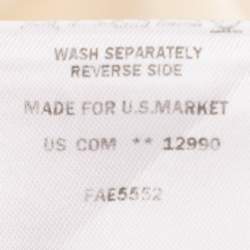 WASH SEPARATELY
REVERSE SIDE
MADE FOR U.S.MARKET
US COM ** 12990
FAE5552